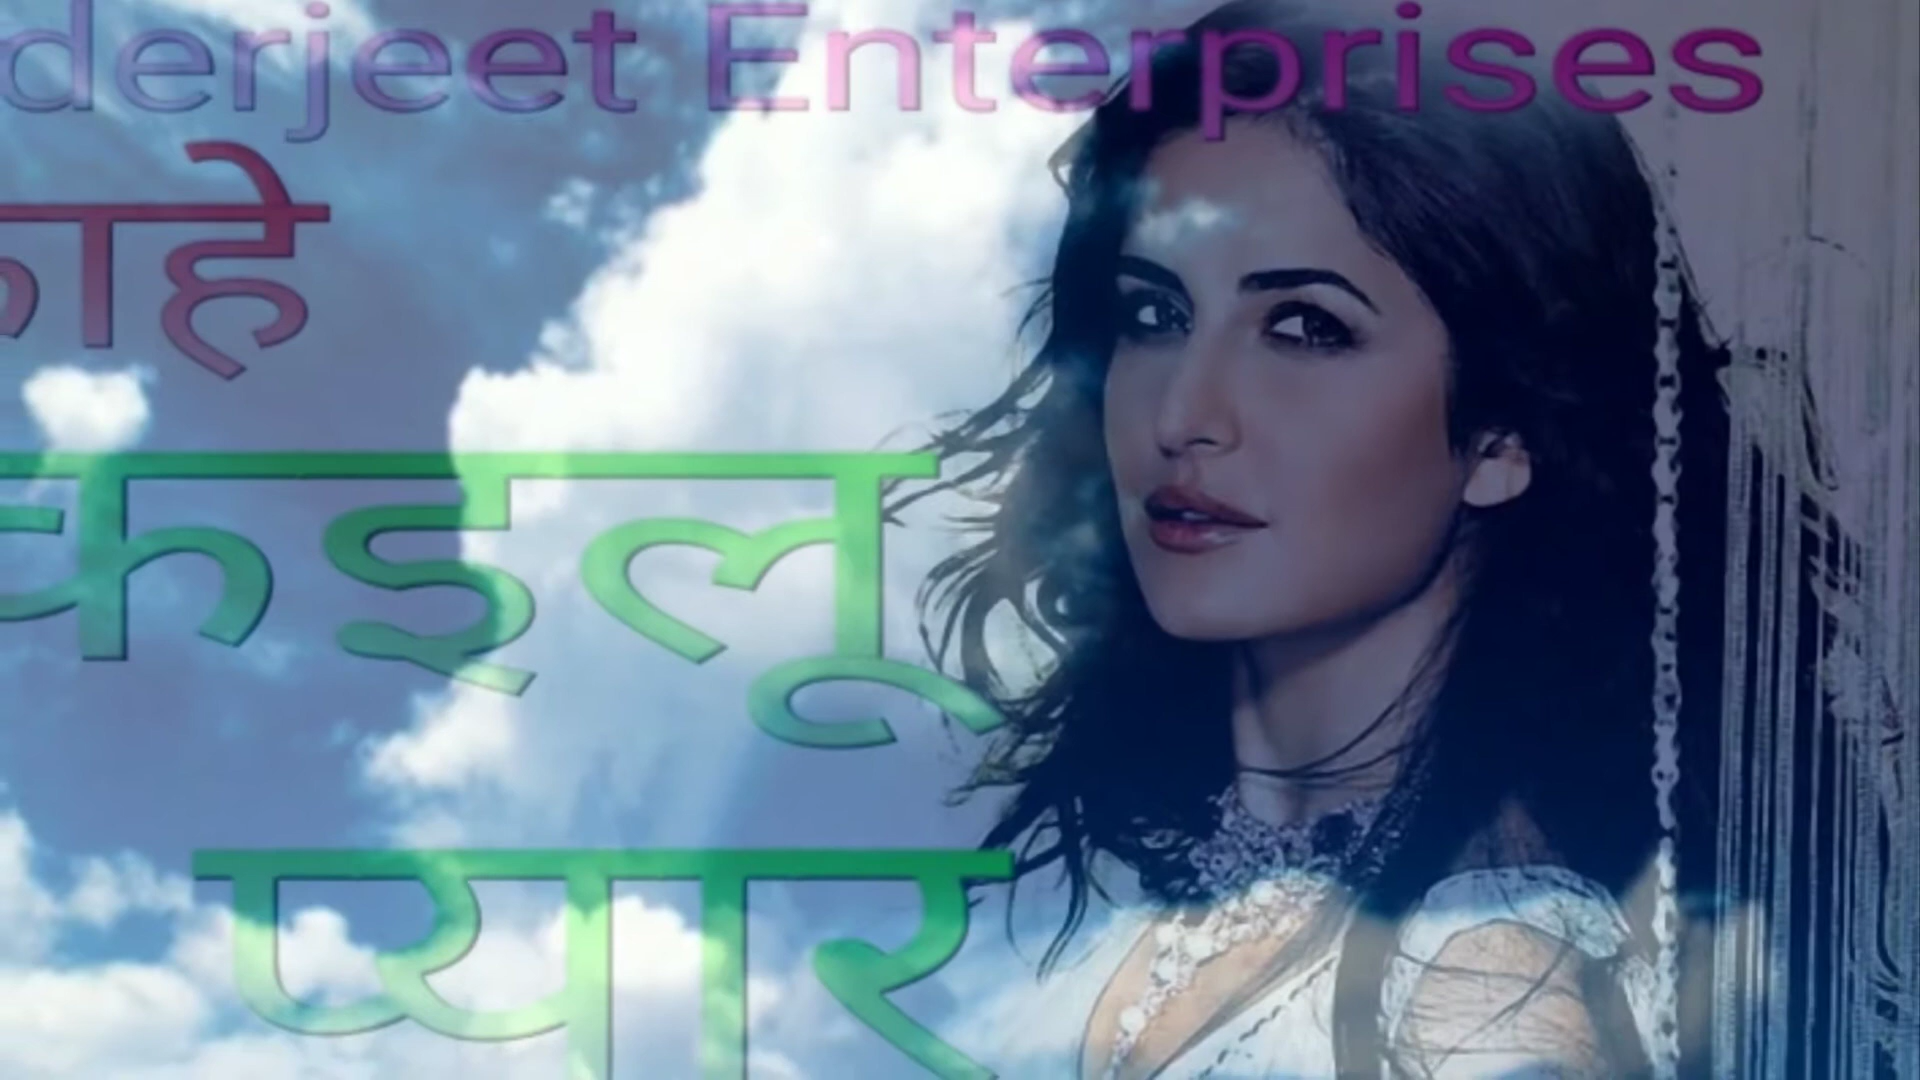 derjeet Enterprises
काहे
कइलू
प्यार